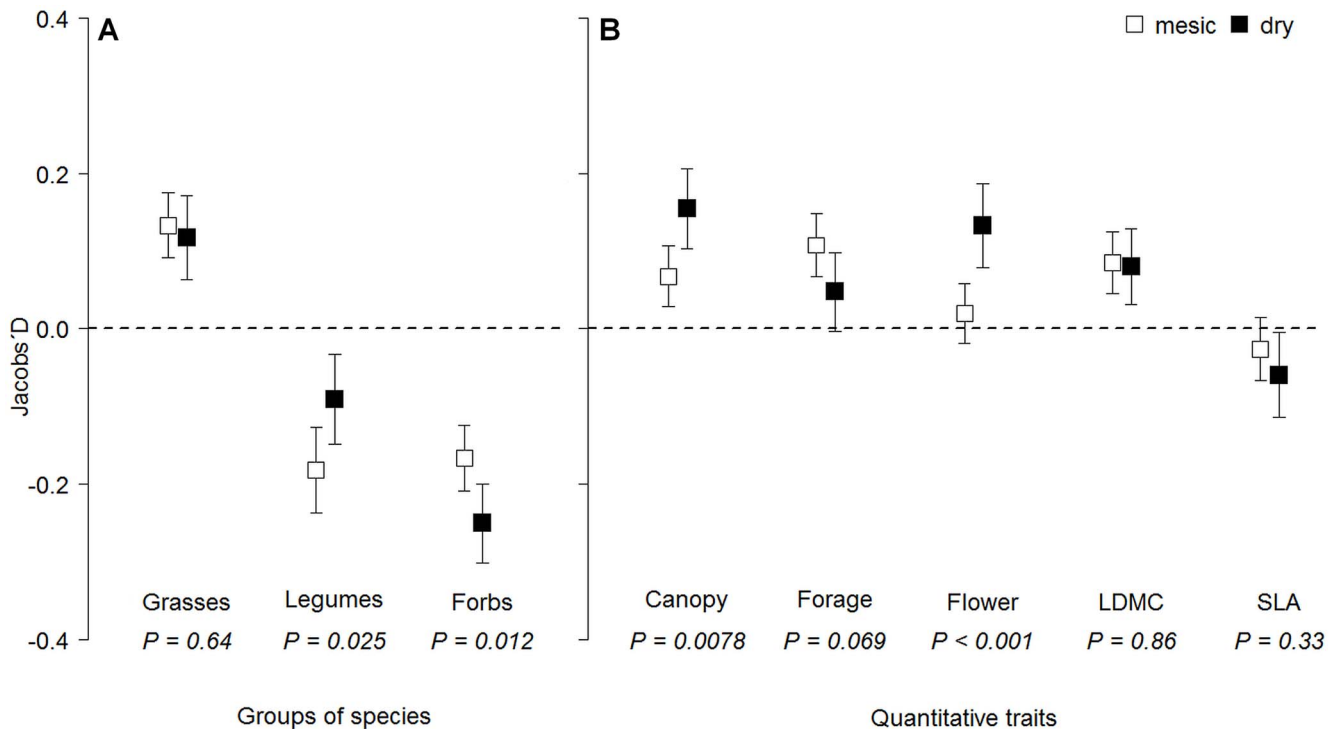 A
B
mesic
dry
0.4
0.2
0.0
-0.2
-0.4
Jacobs´D
Grasses Legumes Forbs
P = 0.64 P = 0.025 P = 0.012
Groups of species
Canopy Forage Flower LDMC SLA
P = 0.0078 P = 0.069 P < 0.001 P = 0.86 P = 0.33
Quantitative traits